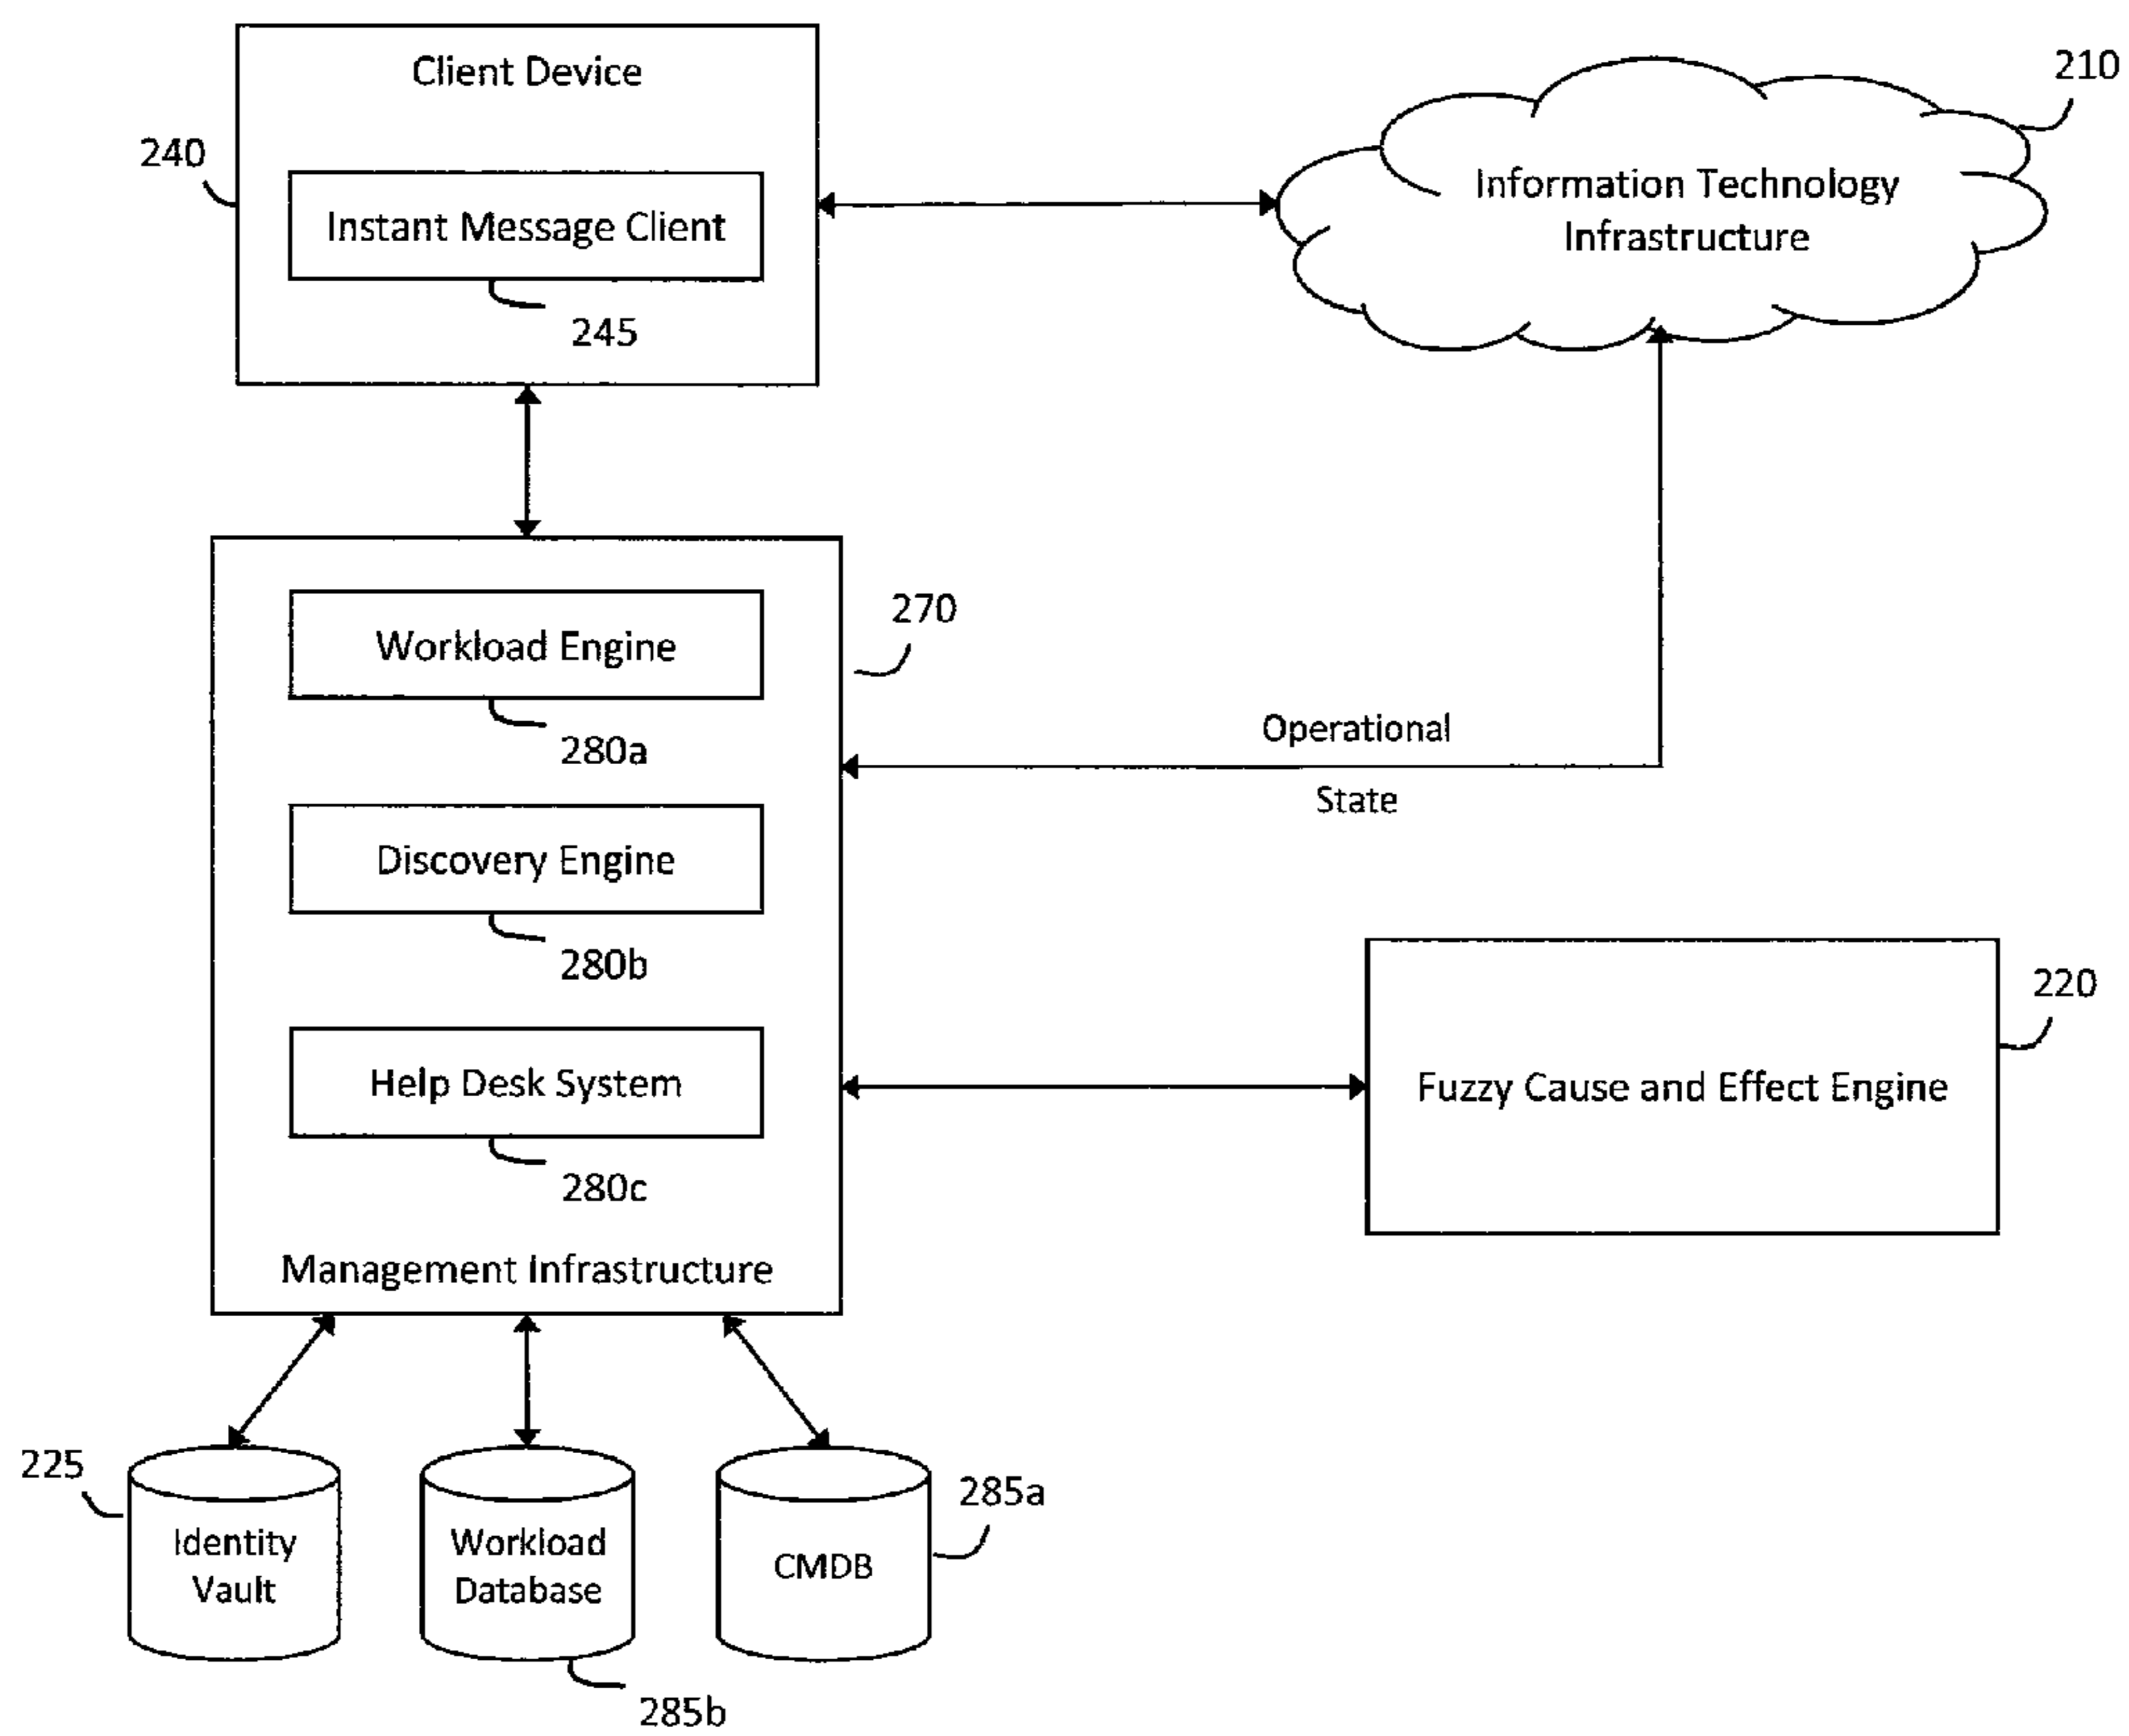 Client Device
240
Instant Message Client
245
210
Information Technology
Infrastructure
270
Workload Engine
280a
Operational
State
Discovery Engine
280b
Help Desk System
280c
Management Infrastructure
220
Fuzzy Cause and Effect Engine
225
Identity
Vault
Workload
Database
285b
CMDB
285a